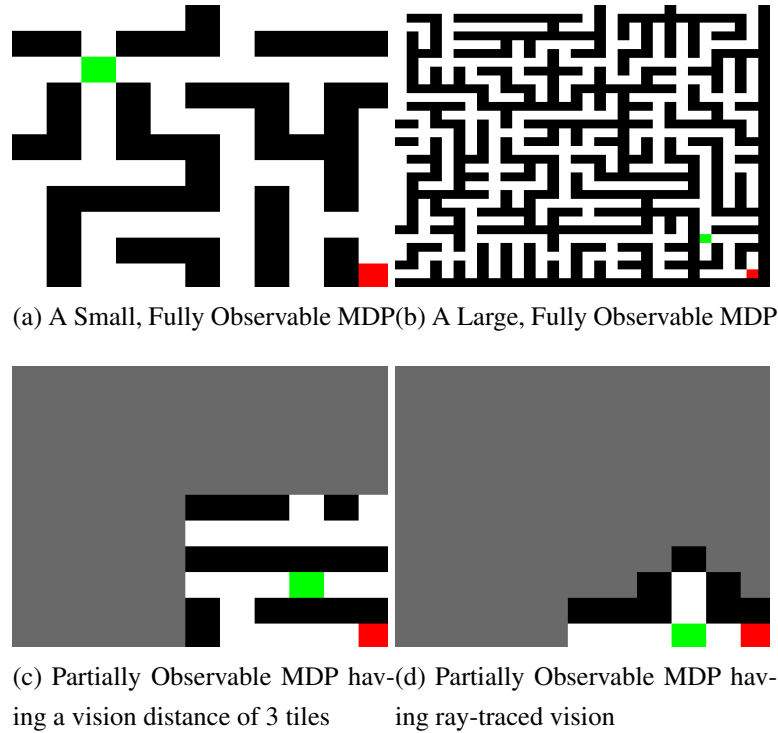 (a) A Small, Fully Observable MDP
(b) A Large, Fully Observable MDP
(c) Partially Observable MDP hav-
ing a vision distance of 3 tiles
(d) Partially Observable MDP hav-
ing ray-traced vision